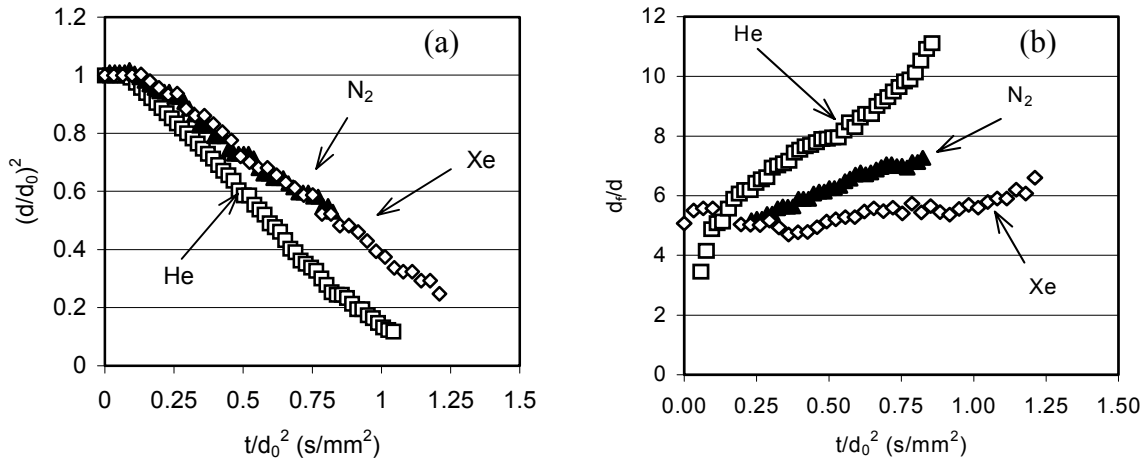 (a)
1.2
1
0.8
0.6
0.4
0.2
0
0 0.25 0.5 0.75 1 1.25 1.5
(d/d₀)²
t/d₀² (s/mm²)
N₂
Xe
He
(b)
12
10
8
6
4
2
0
0.00 0.25 0.50 0.75 1.00 1.25 1.50
d_f/d
t/d₀² (s/mm²)
He
N₂
Xe